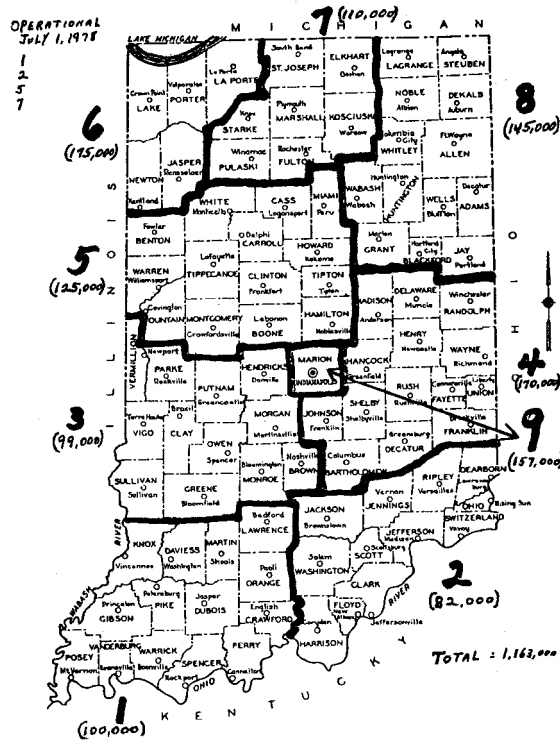 OPERATIONAL
JULY 1, 1978
1
2
5
7
7 (110,000)
LAKE MICHIGAN
M I C H I G A N
South Bend
ST. JOSEPH
ELKHART
Goshen
Lagrange
LAGRANGE
Angola
STEUBEN
La Porte
LA PORTE
Valparaiso
PORTER
Crown Point
LAKE
8
(145,000)
NOBLE
Albion
DEKALB
Auburn
Plymouth
MARSHALL
KOSCIUSKO
Warsaw
Knox
STARKE
6
(175,000)
Columbia City
WHITLEY
Ft Wayne
ALLEN
Winamac
PULASKI
Rochester
FULTON
JASPER
Rensselaer
NEWTON
Kentland
Huntington
HUNTINGTON
WABASH
Wabash
MIAMI
Peru
CASS
Logansport
WHITE
Monticello
WELLS
Bluffton
Decatur
ADAMS
Fowler
BENTON
Delphi
CARROLL
HOWARD
Kokomo
Marion
GRANT
Hartford City
BLACKFORD
JAY
Portland
5
(125,000)
WARREN
Williamsport
Lafayette
TIPPECANOE
CLINTON
Frankfort
TIPTON
Tipton
MADISON
Anderson
DELAWARE
Muncie
Winchester
RANDOLPH
Covington
FOUNTAIN
MONTGOMERY
Crawfordsville
Lebanon
BOONE
HAMILTON
Noblesville
HENRY
Newcastle
WAYNE
Richmond
VERMILLION
Newport
PARKE
Rockville
PUTNAM
Greencastle
HENDRICKS
Danville
MARION
INDIANAPOLIS
HANCOCK
Greenfield
4
(170,000)
RUSH
Rushville
Connersville
FAYETTE
Liberty
UNION
3
(99,000)
Terre Haute
VIGO
Brazil
CLAY
MORGAN
Martinsville
JOHNSON
Franklin
SHELBY
Shelbyville
Brookville
FRANKLIN
9
(157,000)
OWEN
Spencer
Greensburg
DECATUR
Bloomington
MONROE
Nashville
BROWN
Columbus
BARTHOLOMEW
SULLIVAN
Sullivan
GREENE
Bloomfield
DEARBORN
Lawrenceburg
RIPLEY
Versailles
Vernon
JENNINGS
OHIO
Rising Sun
SWITZERLAND
Vevay
JACKSON
Brownstown
Bedford
LAWRENCE
JEFFERSON
Madison
KNOX
Vincennes
DAVIESS
Washington
MARTIN
Shoals
Scottsburg
SCOTT
Salem
WASHINGTON
Paoli
ORANGE
2
(82,000)
CLARK
RIVER
WABASH
RIVER
Petersburg
PIKE
Jasper
DUBOIS
Princeton
GIBSON
English
CRAWFORD
FLOYD
New Albany
Jeffersonville
Corydon
HARRISON
TOTAL = 1,163,000
VANDERBURG
Evansville
WARRICK
Boonville
SPENCER
Rockport
PERRY
Cannelton
POSEY
Mt Vernon
OHIO
1
(100,000)
K E N T U C K Y